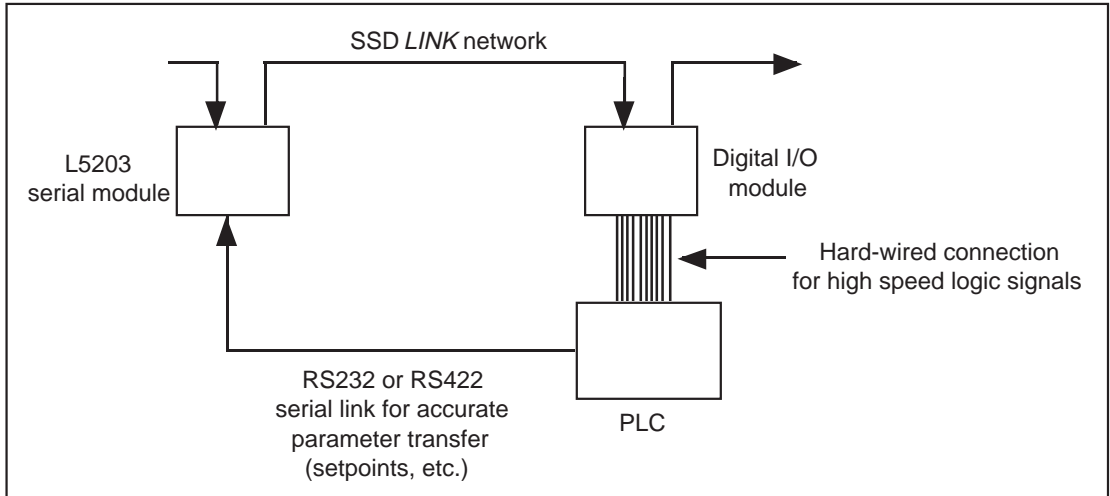 SSD LINK network
L5203
serial module
Digital I/O
module
Hard-wired connection
for high speed logic signals
RS232 or RS422
serial link for accurate
parameter transfer
(setpoints, etc.)
PLC